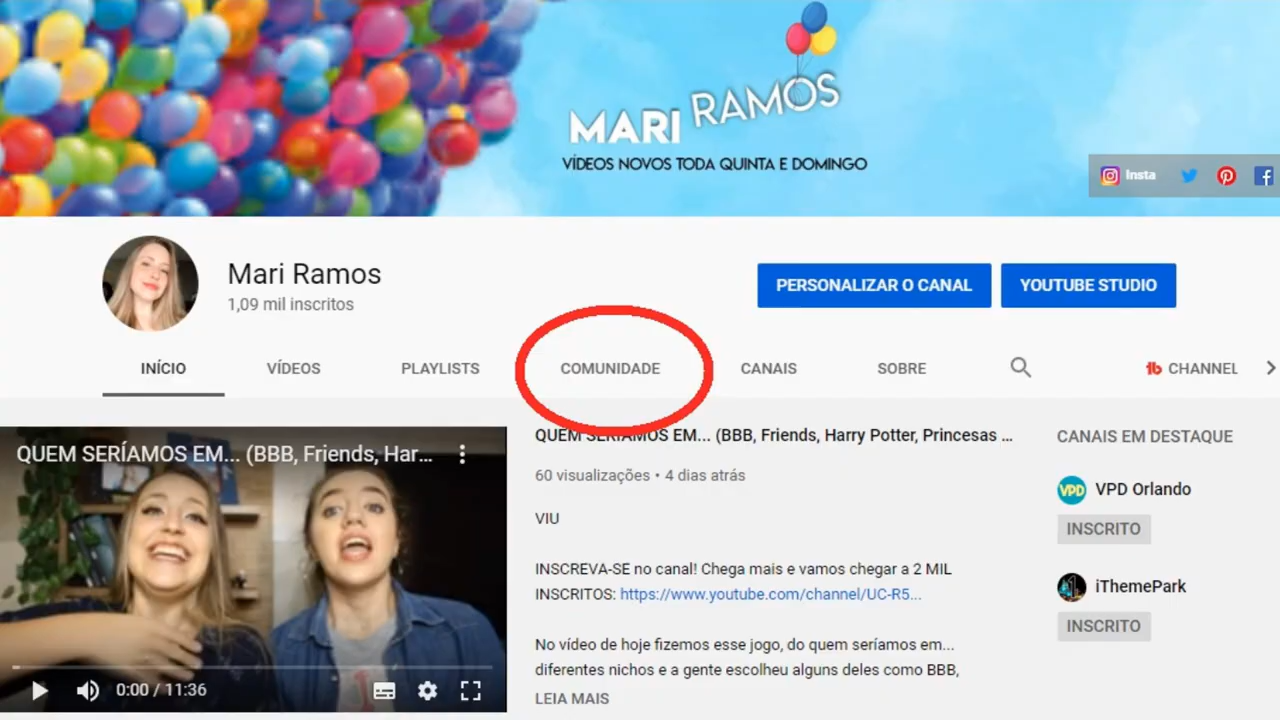 MARI RAMOS
VÍDEOS NOVOS TODA QUINTA E DOMINGO
Insta
Mari Ramos
1,09 mil inscritos
PERSONALIZAR O CANAL
YOUTUBE STUDIO
INÍCIO
VÍDEOS
PLAYLISTS
COMUNIDADE
CANAIS
SOBRE
CHANNEL
QUEM SERÍAMOS EM... (BBB, Friends, Har...
0:00 / 11:36
QUEM SERÍAMOS EM... (BBB, Friends, Harry Potter, Princesas ...
60 visualizações • 4 dias atrás
VIU
INSCREVA-SE no canal! Chega mais e vamos chegar a 2 MIL
INSCRITOS: https://www.youtube.com/channel/UC-R5...
No vídeo de hoje fizemos esse jogo, do quem seríamos em...
diferentes nichos e a gente escolheu alguns deles como BBB,
LEIA MAIS
CANAIS EM DESTAQUE
VPD
VPD Orlando
INSCRITO
iThemePark
INSCRITO